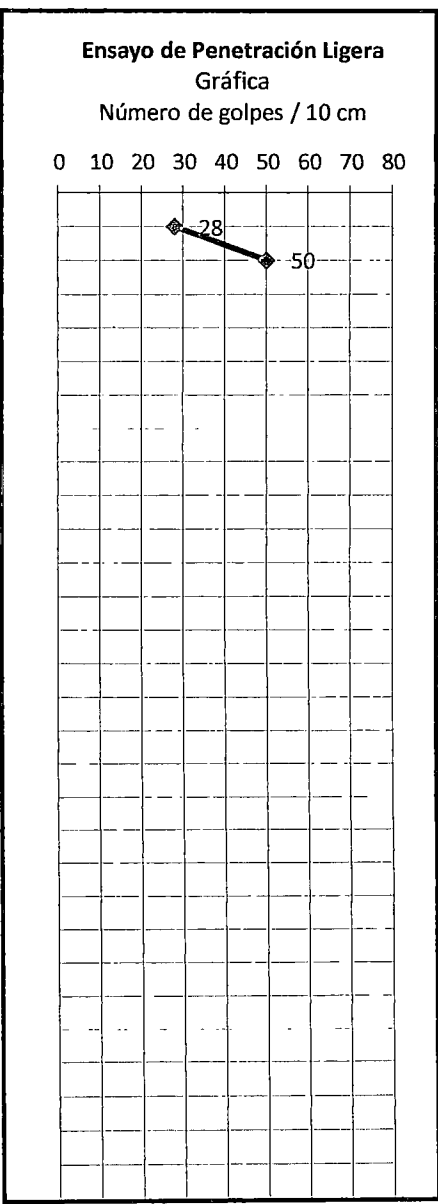 Ensayo de Penetración Ligera
Gráfica
Número de golpes / 10 cm
0 10 20 30 40 50 60 70 80
28
50